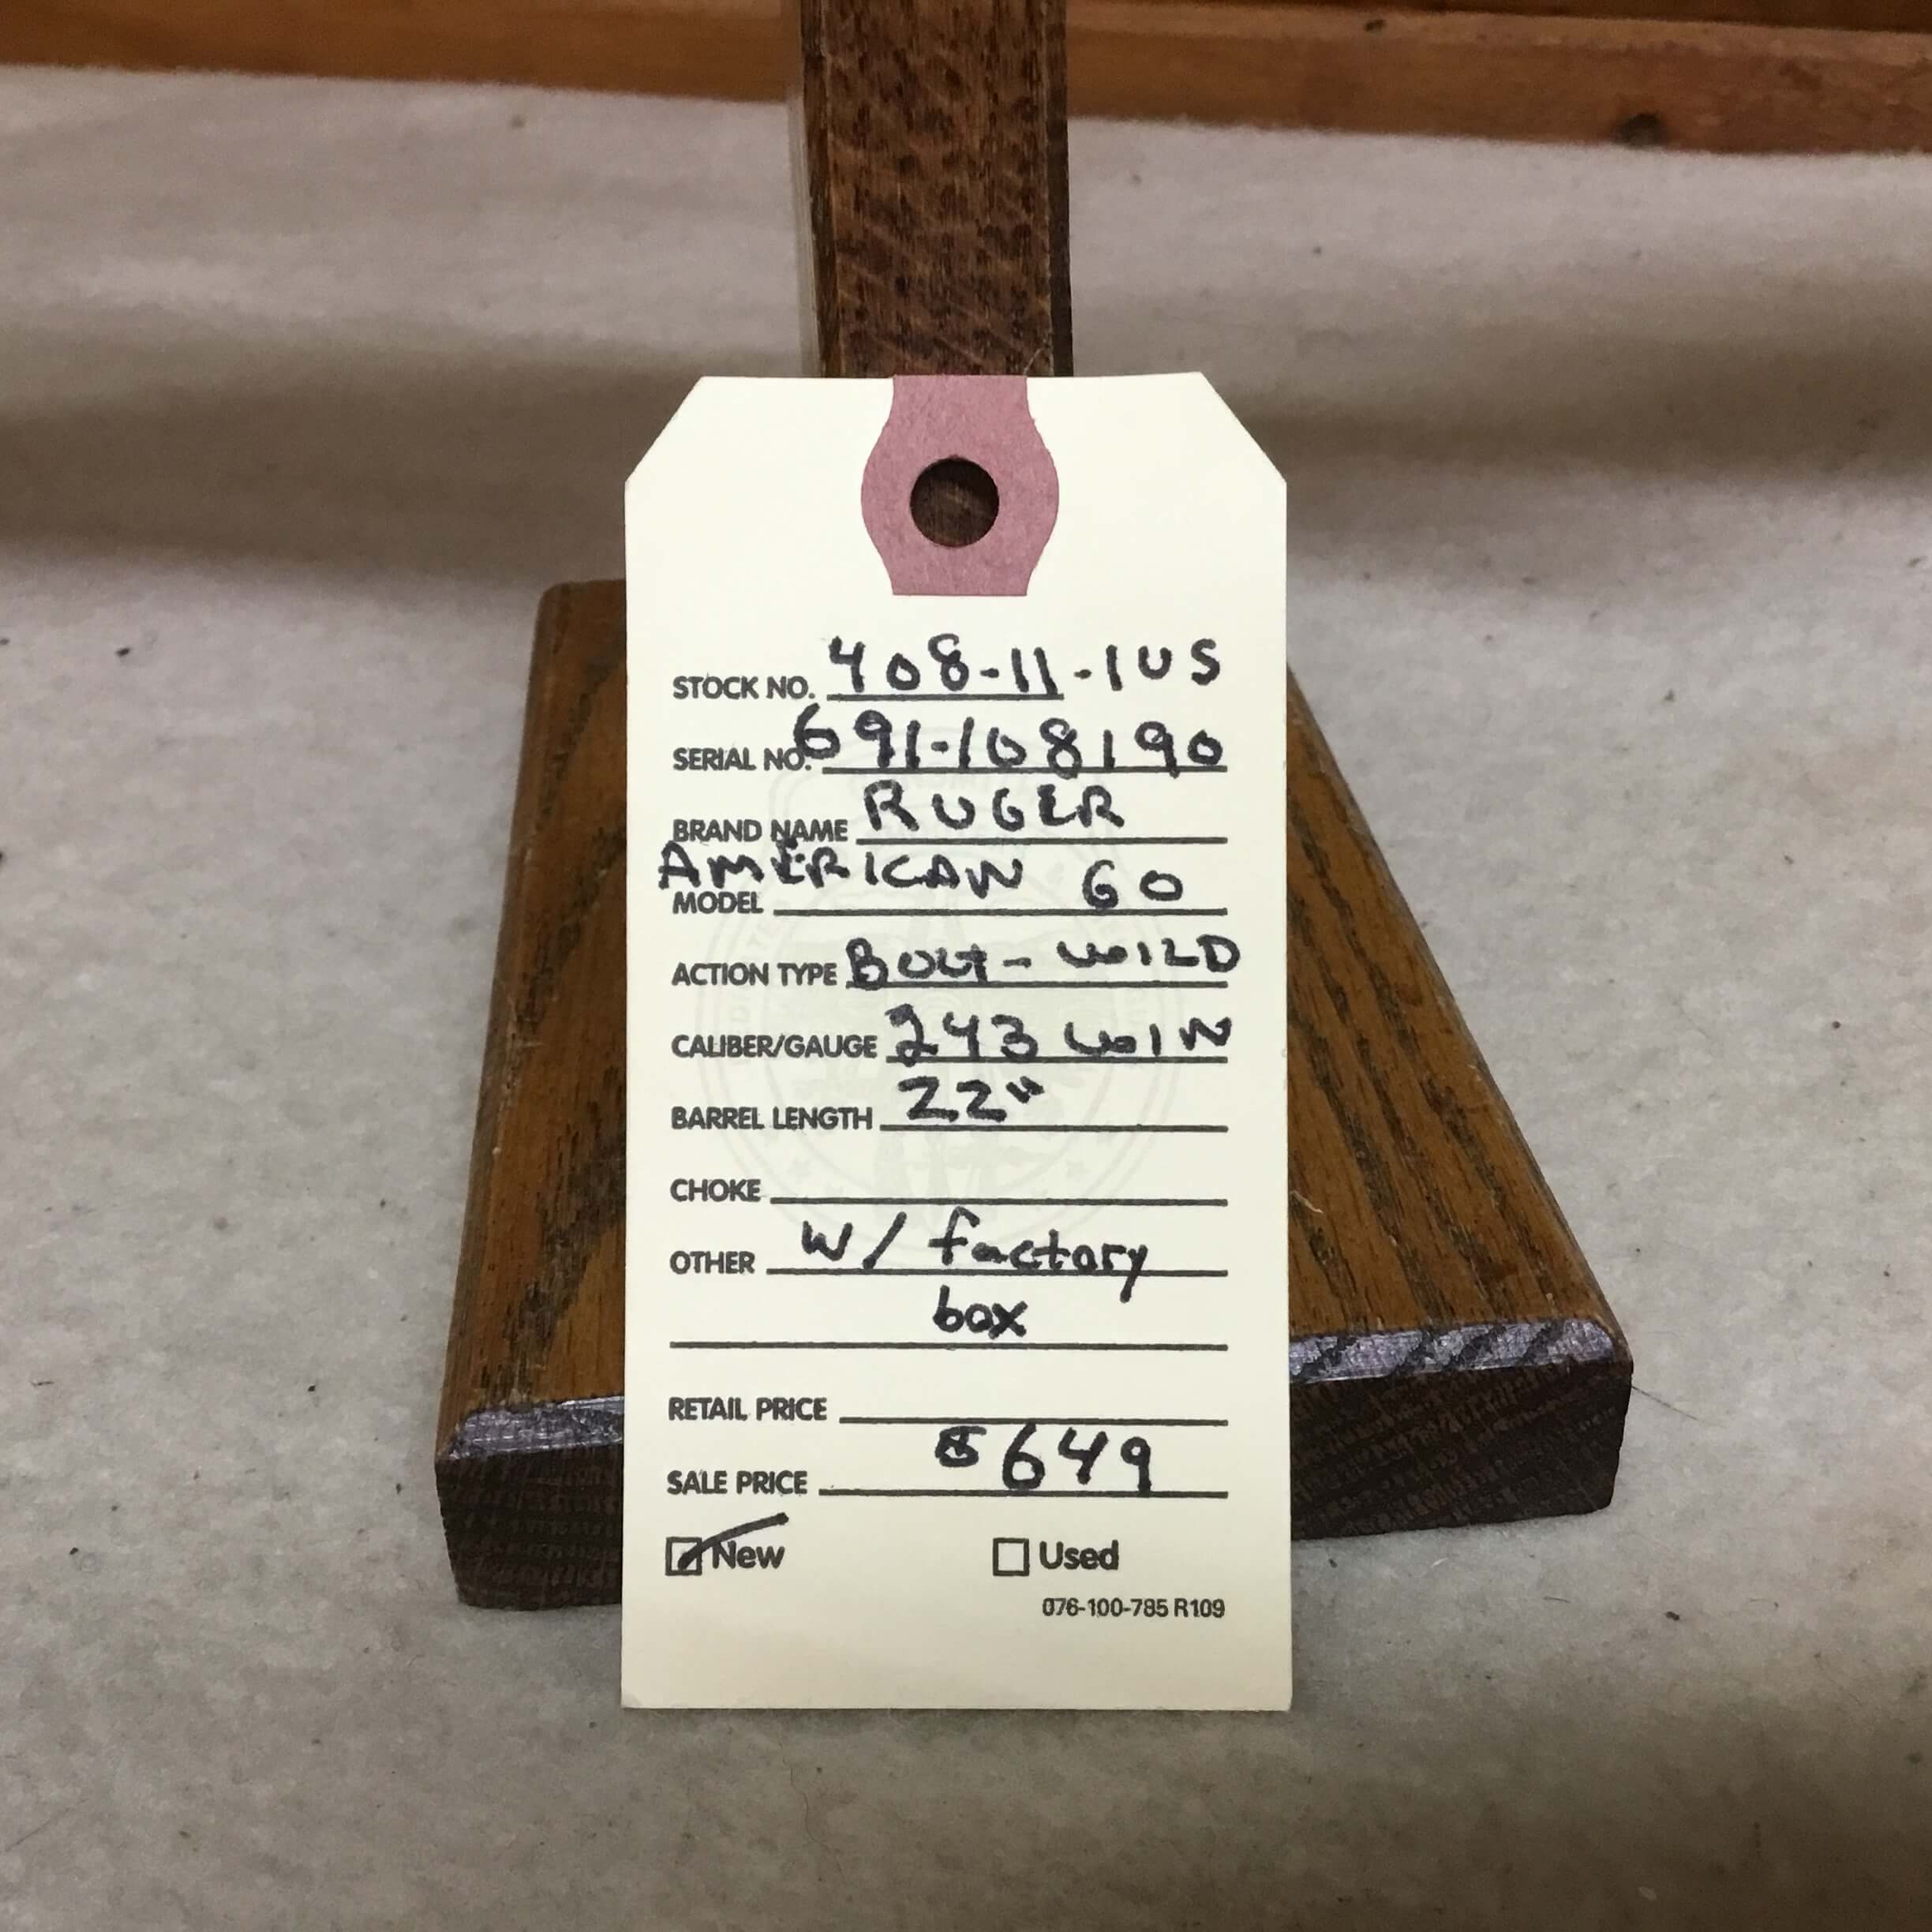 STOCK NO. 408-11-1US
SERIAL NO. 691-108190
BRAND NAME RUGER
MODEL AMERICAN GO
ACTION TYPE BOLT - WILD
CALIBER/GAUGE 243 WIN
BARREL LENGTH 22"
CHOKE
OTHER w/ factory
box
RETAIL PRICE
SALE PRICE $649
New Used
076-100-785 R109